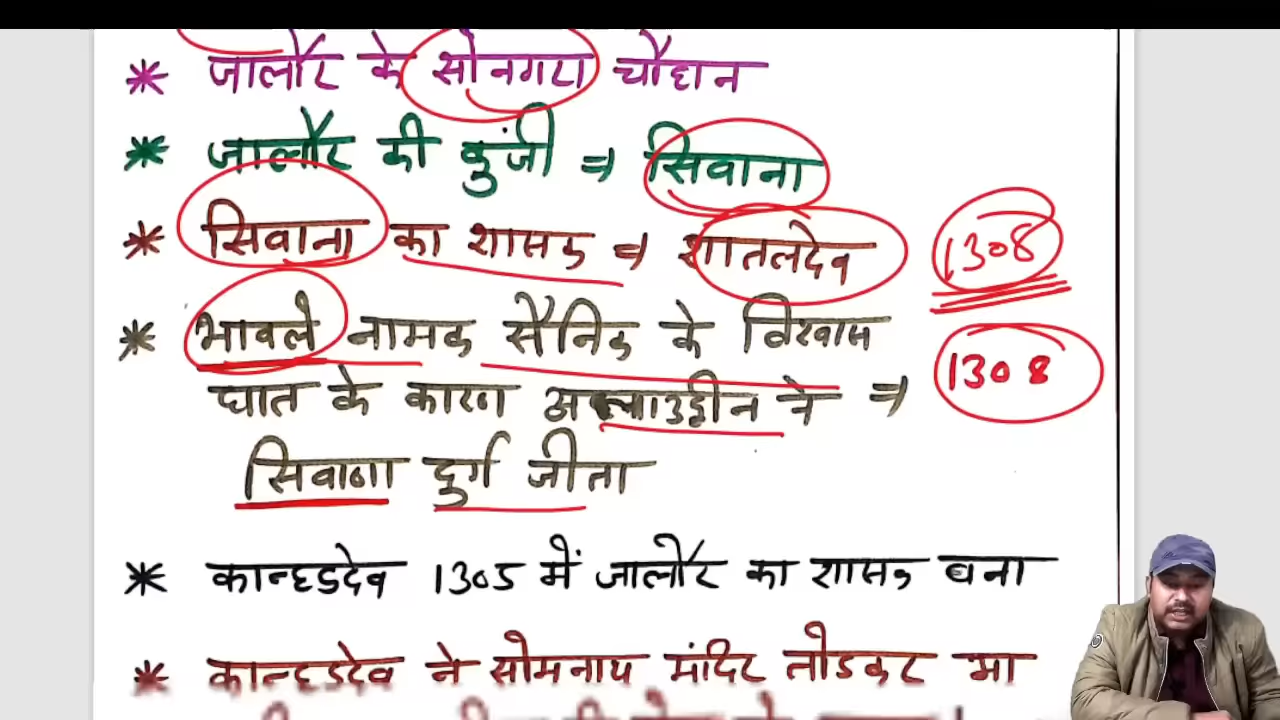 * जालौर के सोनगरा चौहान
* जालौर की कुंजी ⇒ सिवाना
* सिवाना का शासक ⇒ शातलदेव 1308
* भावले नामक सैनिक के विश्वास 1308
घात के कारण अल्लाउद्दीन ने ⇒
सिवाणा दुर्ग जीता
* कान्हडदेव 1305 में जालौर का शासक बना
* कान्हडदेव ने सोमनाथ मंदिर तोडकर आ